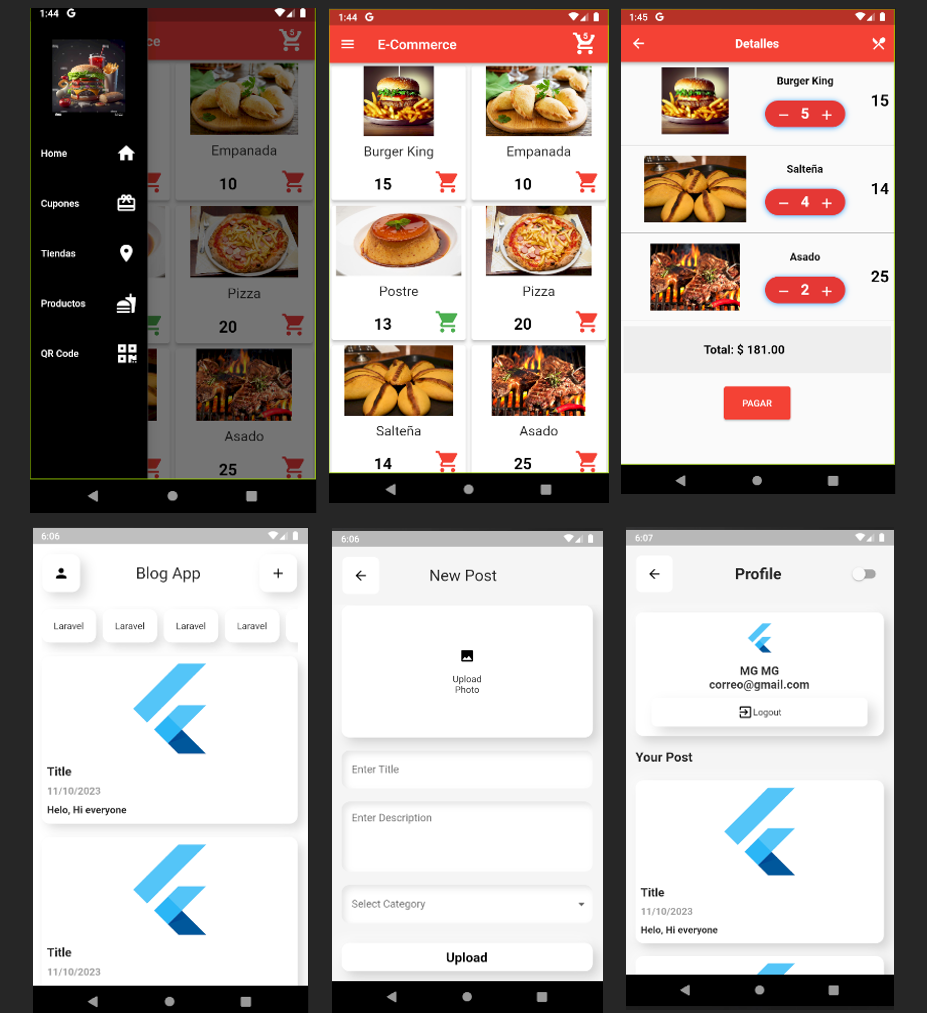 1:44 G
ce
5
Home
Cupones
Tiendas
Productos
QR Code
Empanada
10
Pizza
20
Asado
25
1:44 G
E-Commerce
5
Burger King
15
Empanada
10
Postre
13
Pizza
20
Salteña
14
Asado
25
1:45 G
Detalles
Burger King
− 5 +
15
Salteña
− 4 +
14
Asado
− 2 +
25
Total: $ 181.00
PAGAR
6:06
Blog App
Laravel Laravel Laravel Laravel
Title
11/10/2023
Helo, Hi everyone
Title
11/10/2023
6:06
New Post
Upload
Photo
Enter Title
Enter Description
Select Category
Upload
6:07
Profile
MG MG
correo@gmail.com
Logout
Your Post
Title
11/10/2023
Helo, Hi everyone